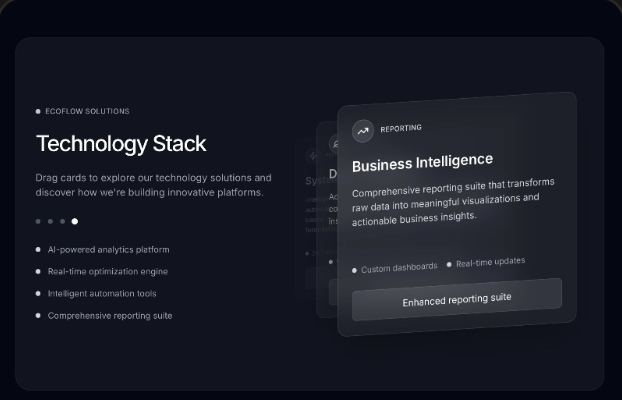 ECOFLOW SOLUTIONS
Technology Stack
Drag cards to explore our technology solutions and
discover how we're building innovative platforms.
AI-powered analytics platform
Real-time optimization engine
Intelligent automation tools
Comprehensive reporting suite
REPORTING
Business Intelligence
Comprehensive reporting suite that transforms
raw data into meaningful visualizations and
actionable business insights.
Custom dashboards
Real-time updates
Enhanced reporting suite